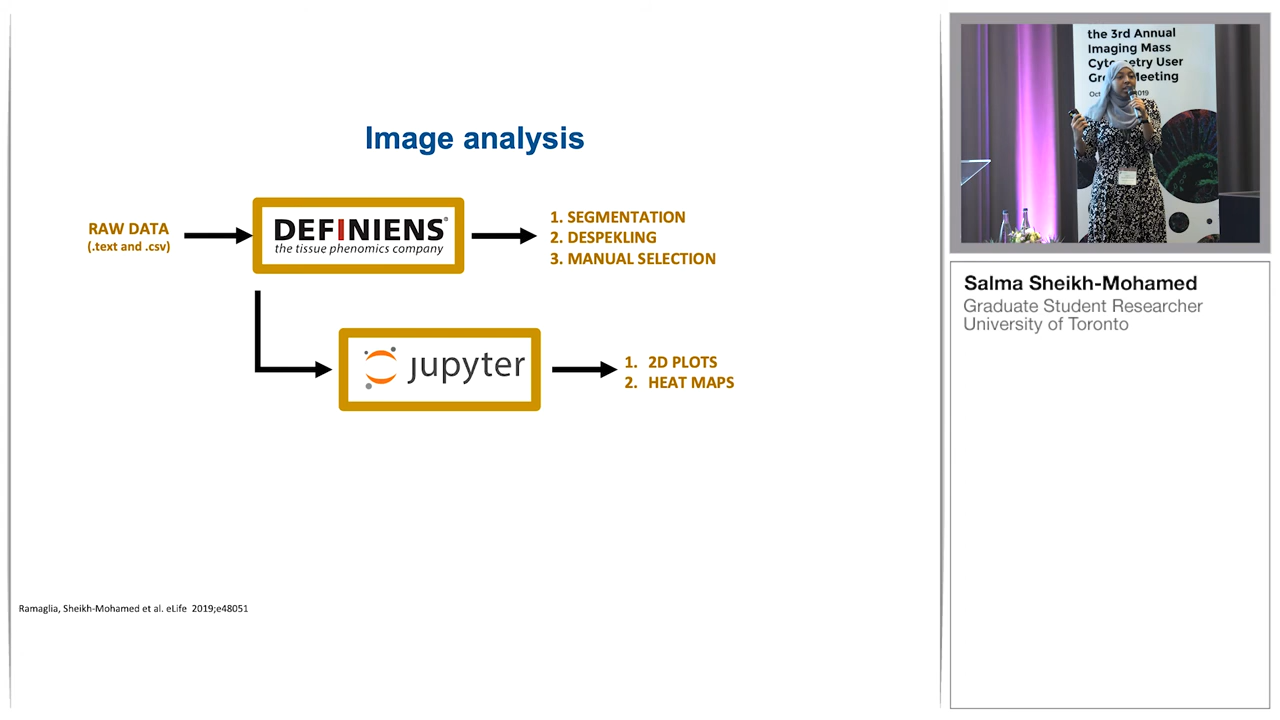 Image analysis
RAW DATA
(.text and .csv)
DEFINIENS®
the tissue phenomics company
1. SEGMENTATION
2. DESPEKLING
3. MANUAL SELECTION
jupyter
1. 2D PLOTS
2. HEAT MAPS
Ramaglia, Sheikh-Mohamed et al. eLife 2019;e48051
the 3rd Annual
Imaging Mass
Cytometry User
Meeting
Oct
2019
Salma Sheikh-Mohamed
Graduate Student Researcher
University of Toronto